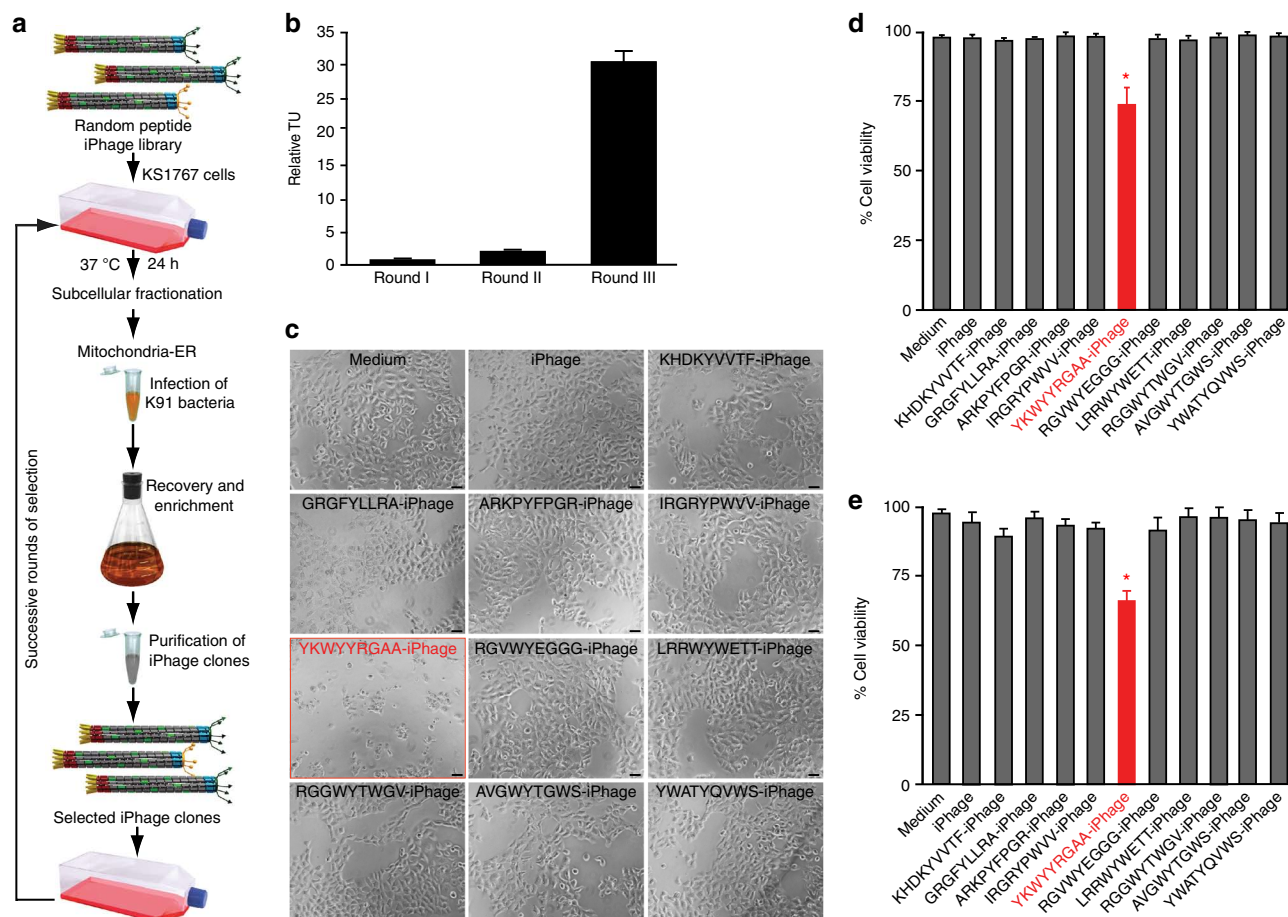 a
Random peptide
iPhage library
KS1767 cells
37 °C
24 h
Subcellular fractionation
Mitochondria-ER
Infection of
K91 bacteria
Recovery and
enrichment
Purification of
iPhage clones
Selected iPhage clones
Successive rounds of selection
b
Relative TU
35
30
25
20
15
10
5
0
Round I
Round II
Round III
c
Medium
iPhage
KHDKYVVTF-iPhage
GRGFYLLRA-iPhage
ARKPYFPGR-iPhage
IRGRYPWVV-iPhage
YKWYYRGAA-iPhage
RGVWYEGGG-iPhage
LRRWYWETT-iPhage
RGGWYTWGV-iPhage
AVGWYTGWS-iPhage
YWATYQVWS-iPhage
d
% Cell viability
100
75
50
25
0
*
Medium
iPhage
KHDKYVVTF-iPhage
GRGFYLLRA-iPhage
ARKPYFPGR-iPhage
IRGRYPWVV-iPhage
YKWYYRGAA-iPhage
RGVWYEGGG-iPhage
LRRWYWETT-iPhage
RGGWYTWGV-iPhage
AVGWYTGWS-iPhage
YWATYQVWS-iPhage
e
% Cell viability
100
75
50
25
0
*
Medium
iPhage
KHDKYVVTF-iPhage
GRGFYLLRA-iPhage
ARKPYFPGR-iPhage
IRGRYPWVV-iPhage
YKWYYRGAA-iPhage
RGVWYEGGG-iPhage
LRRWYWETT-iPhage
RGGWYTWGV-iPhage
AVGWYTGWS-iPhage
YWATYQVWS-iPhage